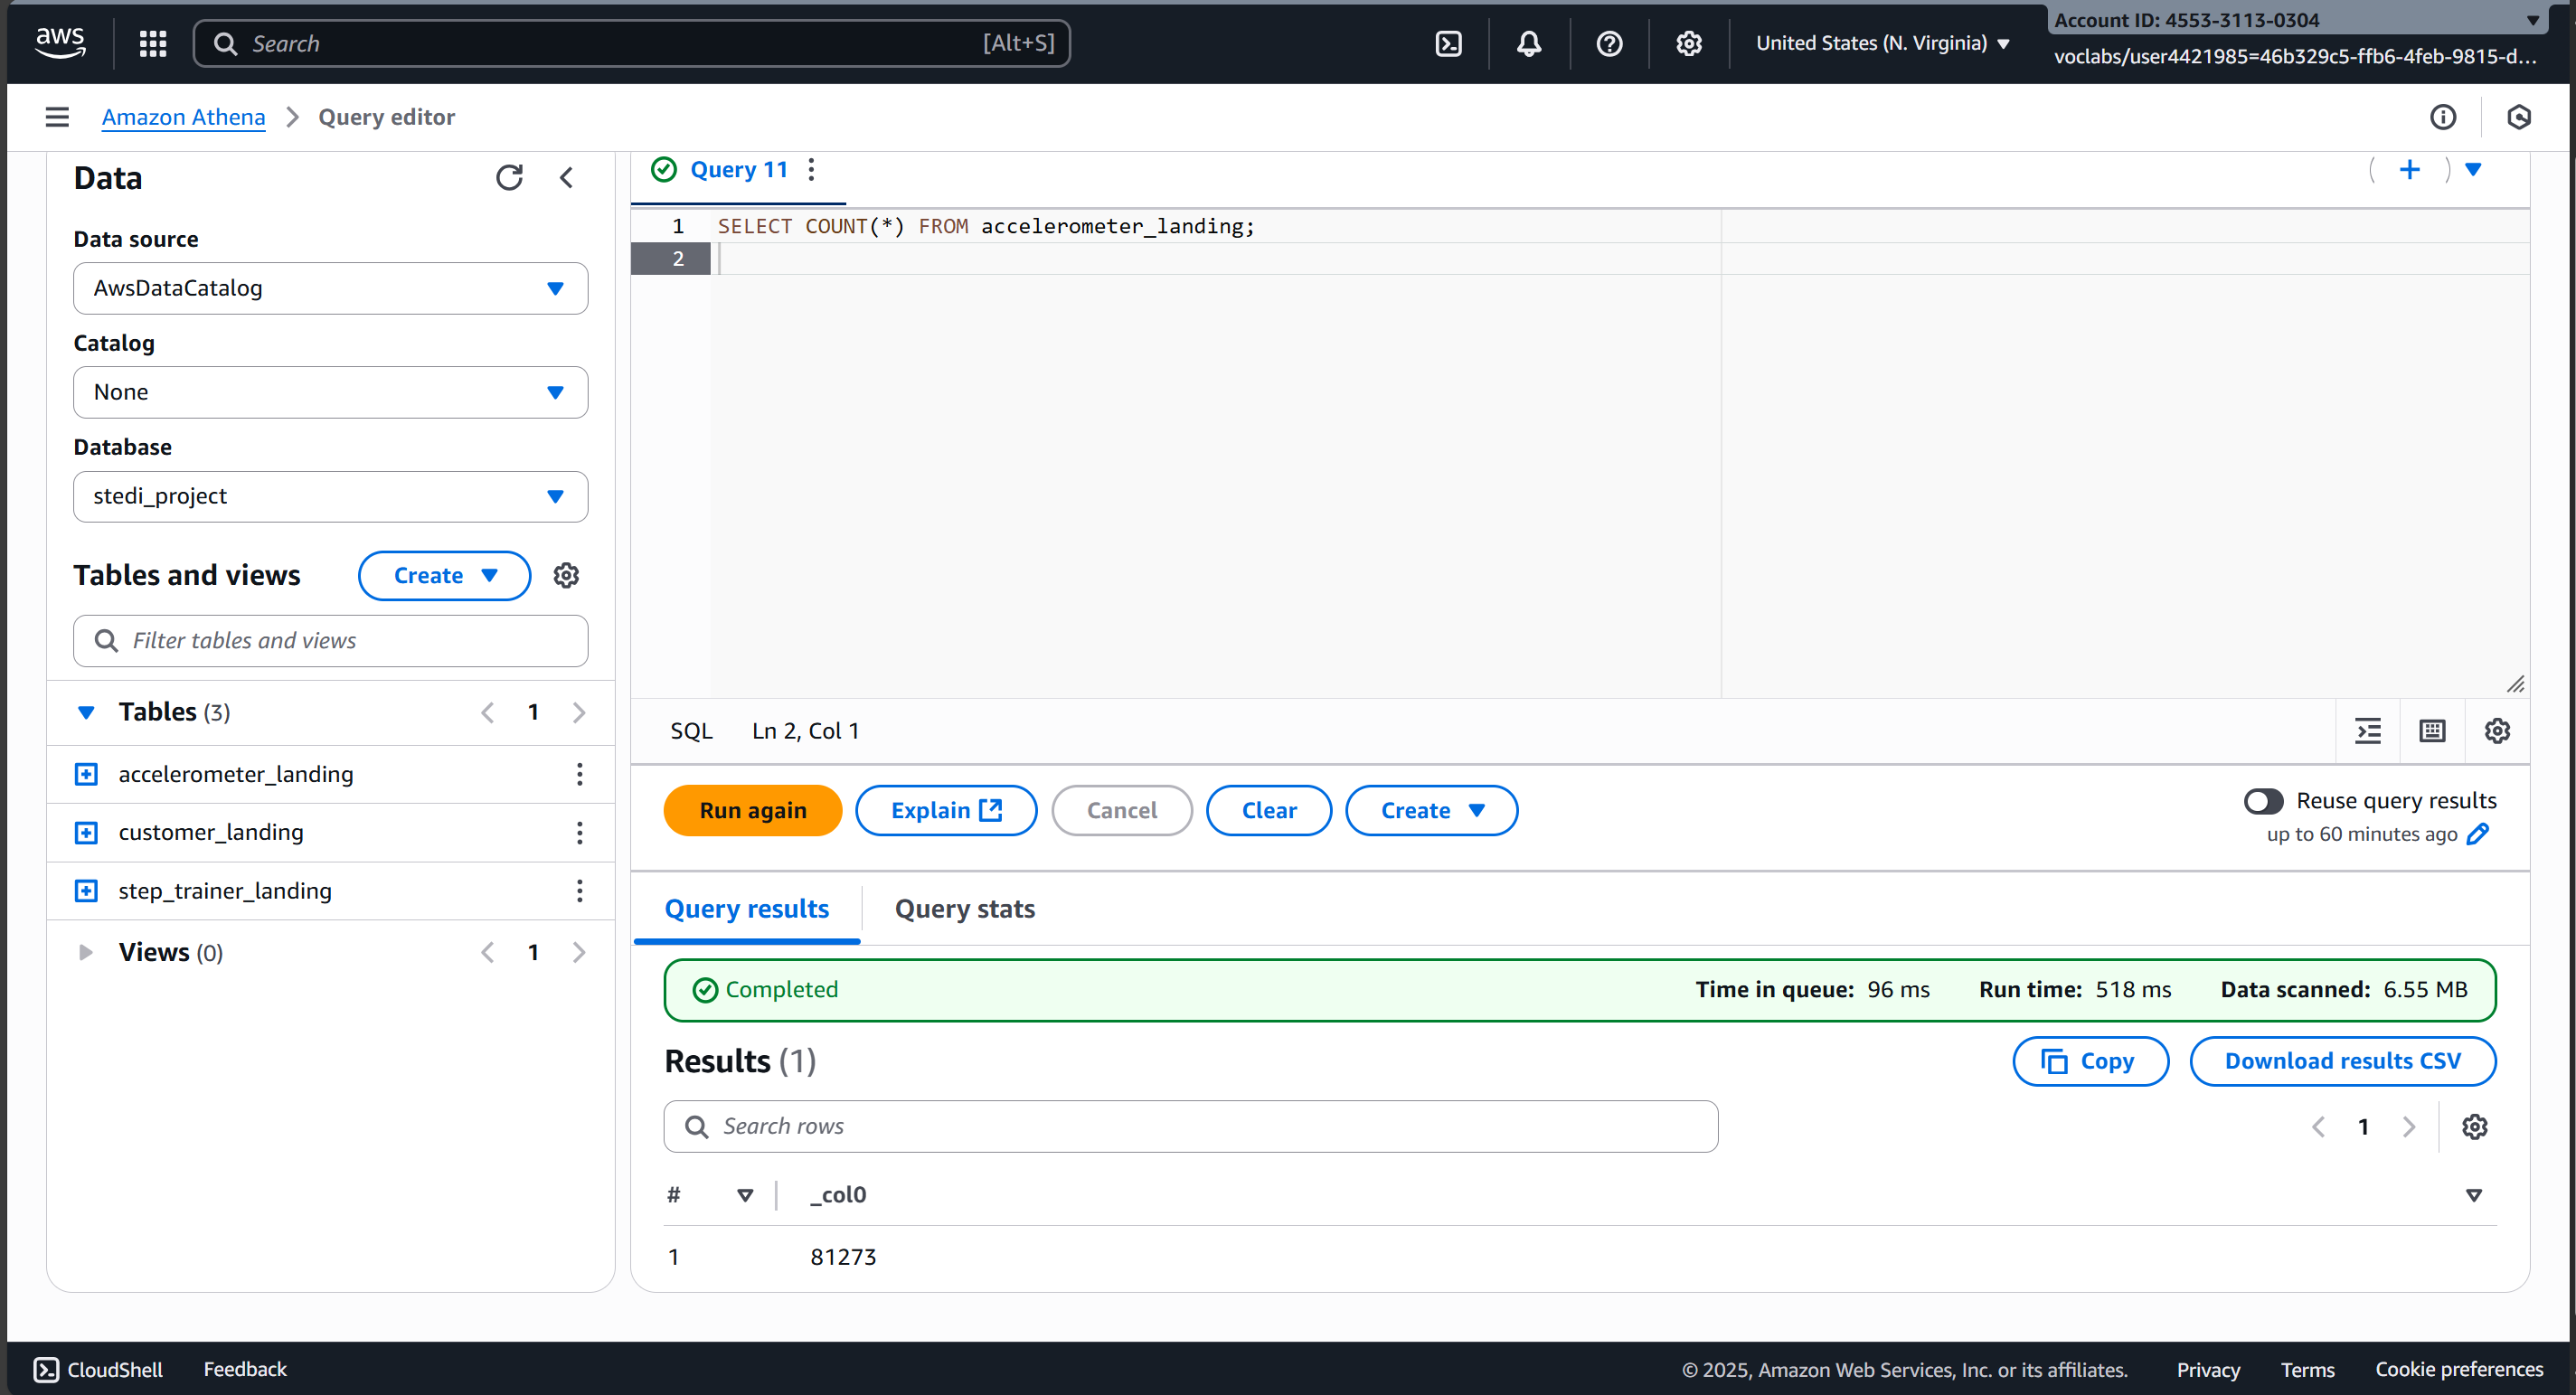 aws
Search
[Alt+S]
United States (N. Virginia)
Account ID: 4553-3113-0304
voclabs/user4421985=46b329c5-ffb6-4feb-9815-d...
Amazon Athena
Query editor
Data
Data source
AwsDataCatalog
Catalog
None
Database
stedi_project
Tables and views
Create
Filter tables and views
Tables (3)
1
accelerometer_landing
customer_landing
step_trainer_landing
Views (0)
1
Query 11
1 SELECT COUNT(*) FROM accelerometer_landing;
2
SQL
Ln 2, Col 1
Run again
Explain
Cancel
Clear
Create
Reuse query results
up to 60 minutes ago
Query results
Query stats
Completed
Time in queue: 96 ms
Run time: 518 ms
Data scanned: 6.55 MB
Results (1)
Copy
Download results CSV
Search rows
1
# _col0
1 81273
CloudShell
Feedback
© 2025, Amazon Web Services, Inc. or its affiliates.
Privacy
Terms
Cookie preferences